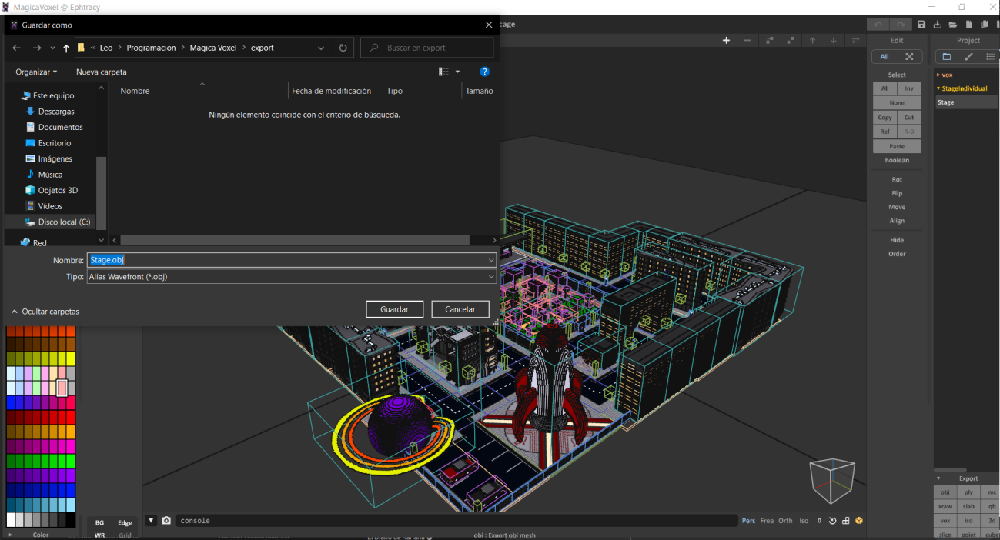 MagicaVoxel @ Ephtracy
Guardar como
cage
« Leo > Programacion > Magica Voxel > export
Buscar en export
Organizar
Nueva carpeta
?
Nombre
Fecha de modificación
Tipo
Tamaño
Ningún elemento coincide con el criterio de búsqueda.
Este equipo
Descargas
Documentos
Escritorio
Imágenes
Música
Objetos 3D
Vídeos
Disco local (C:)
Red
Nombre:
Stage.obj
Tipo:
Alias Wavefront (*.obj)
Ocultar carpetas
Guardar
Cancelar
Edit
All
Select
All Inv
None
Copy Cut
Ref R-D
Paste
Boolean
Rot
Flip
Move
Align
Hide
Order
Project
vox
StageIndividual
Stage
Export
obj ply mc
xraw slab qb
vox iso 2d
slice point cube
BG Edge
WR Grid
Color
console
Pers Free Orth Iso 0
obj : Export obj mesh